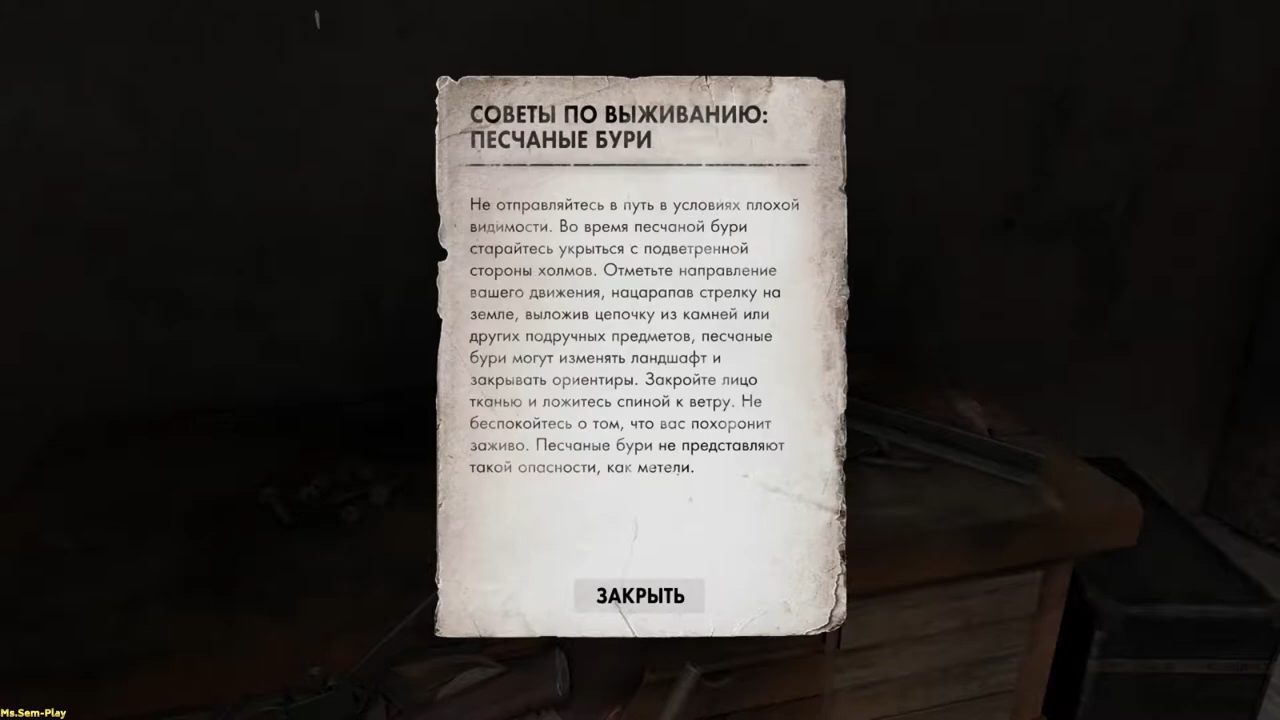 СОВЕТЫ ПО ВЫЖИВАНИЮ:
ПЕСЧАНЫЕ БУРИ
Не отправляйтесь в путь в условиях плохой
видимости. Во время песчаной бури
старайтесь укрыться с подветренной
стороны холмов. Отметьте направление
вашего движения, нацарапав стрелку на
земле, выложив цепочку из камней или
других подручных предметов, песчаные
бури могут изменять ландшафт и
закрывать ориентиры. Закройте лицо
тканью и ложитесь спиной к ветру. Не
беспокойтесь о том, что вас похоронит
заживо. Песчаные бури не представляют
такой опасности, как метели.
ЗАКРЫТЬ
Ms.Sem-Play